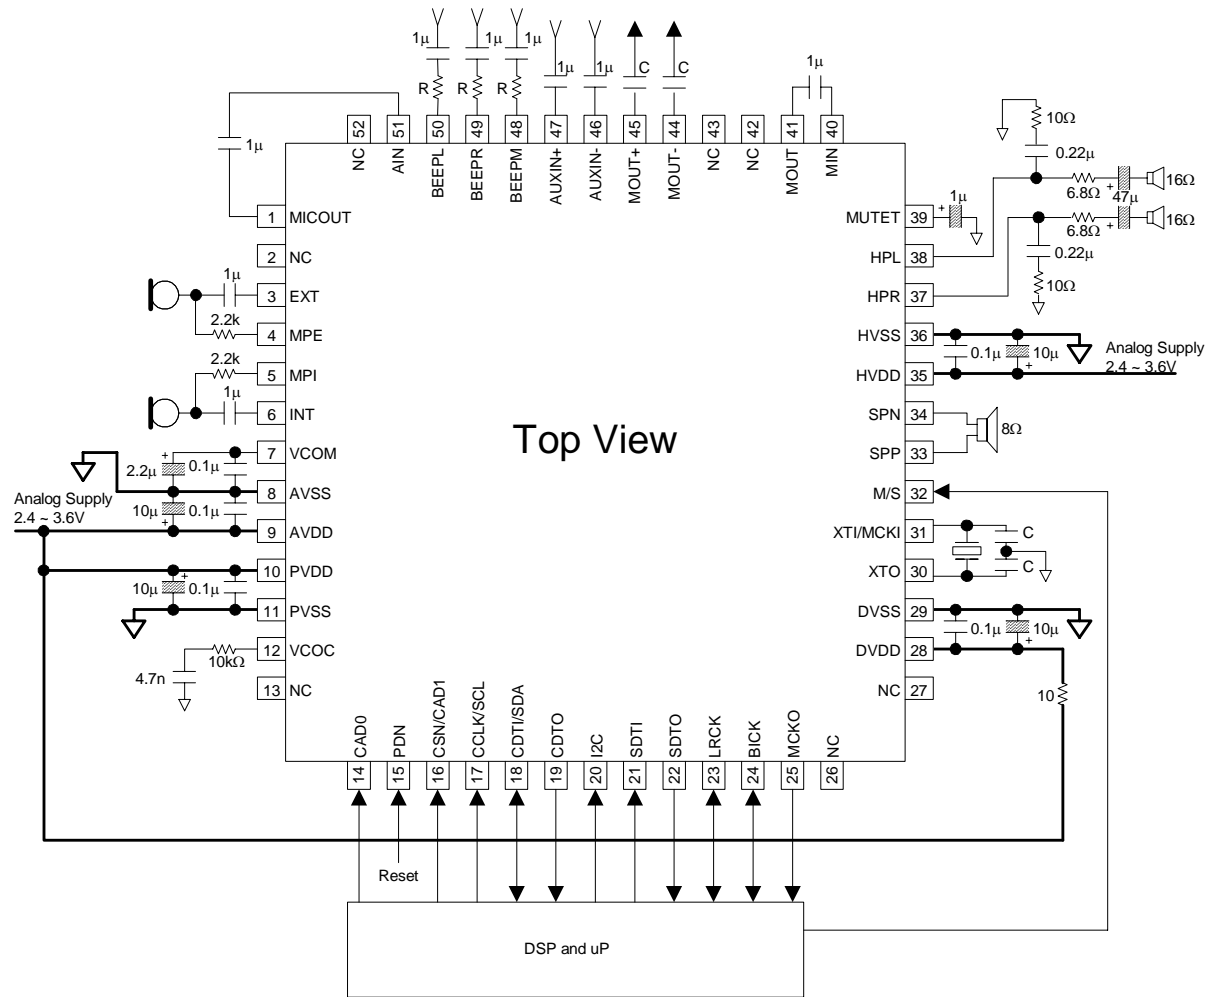 1μ 1μ 1μ 1μ 1μ C C 1μ
R R R
1μ
52 51 50 49 48 47 46 45 44 43 42 41 40
NC AIN BEEPL BEEPR BEEPM AUXIN+ AUXIN- MOUT+ MOUT- NC NC MOUT MIN
10Ω
0.22μ
6.8Ω + 47μ 16Ω
6.8Ω + 16Ω
0.22μ
10Ω
1 MICOUT
2 NC
1μ 3 EXT
2.2k 4 MPE
2.2k 5 MPI
1μ 6 INT
7 VCOM
+ 2.2μ 0.1μ
8 AVSS
10μ + 0.1μ
Analog Supply
2.4 ~ 3.6V
9 AVDD
10 PVDD
10μ + 0.1μ
11 PVSS
10kΩ 12 VCOC
4.7n
13 NC
Top View
MUTET 39 + 1μ
HPL 38
HPR 37
HVSS 36
0.1μ 10μ +
Analog Supply
2.4 ~ 3.6V
HVDD 35
SPN 34
8Ω
SPP 33
M/S 32
XTI/MCKI 31 C
XTO 30 C
DVSS 29
0.1μ 10μ +
DVDD 28
NC 27
10
CAD0 PDN CSN/CAD1 CCLK/SCL CDTI/SDA CDTO I2C SDTI SDTO LRCK BICK MCKO NC
14 15 16 17 18 19 20 21 22 23 24 25 26
Reset
DSP and uP